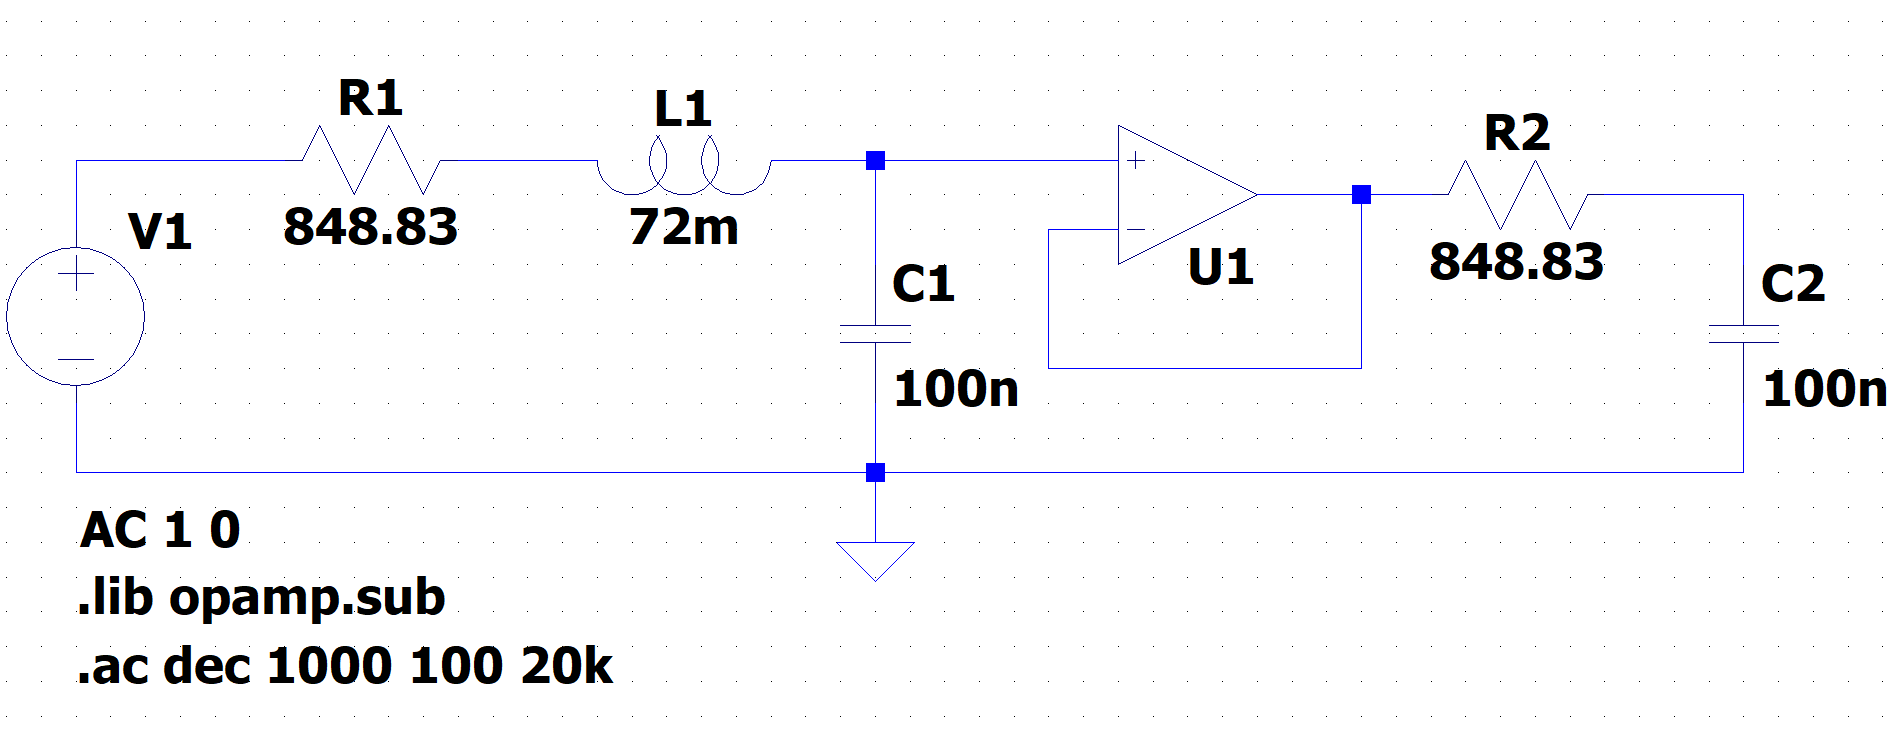 R1
848.83
L1
72m
V1
+
−
C1
100n
+
−
U1
R2
848.83
C2
100n
AC 1 0
.lib opamp.sub
.ac dec 1000 100 20k